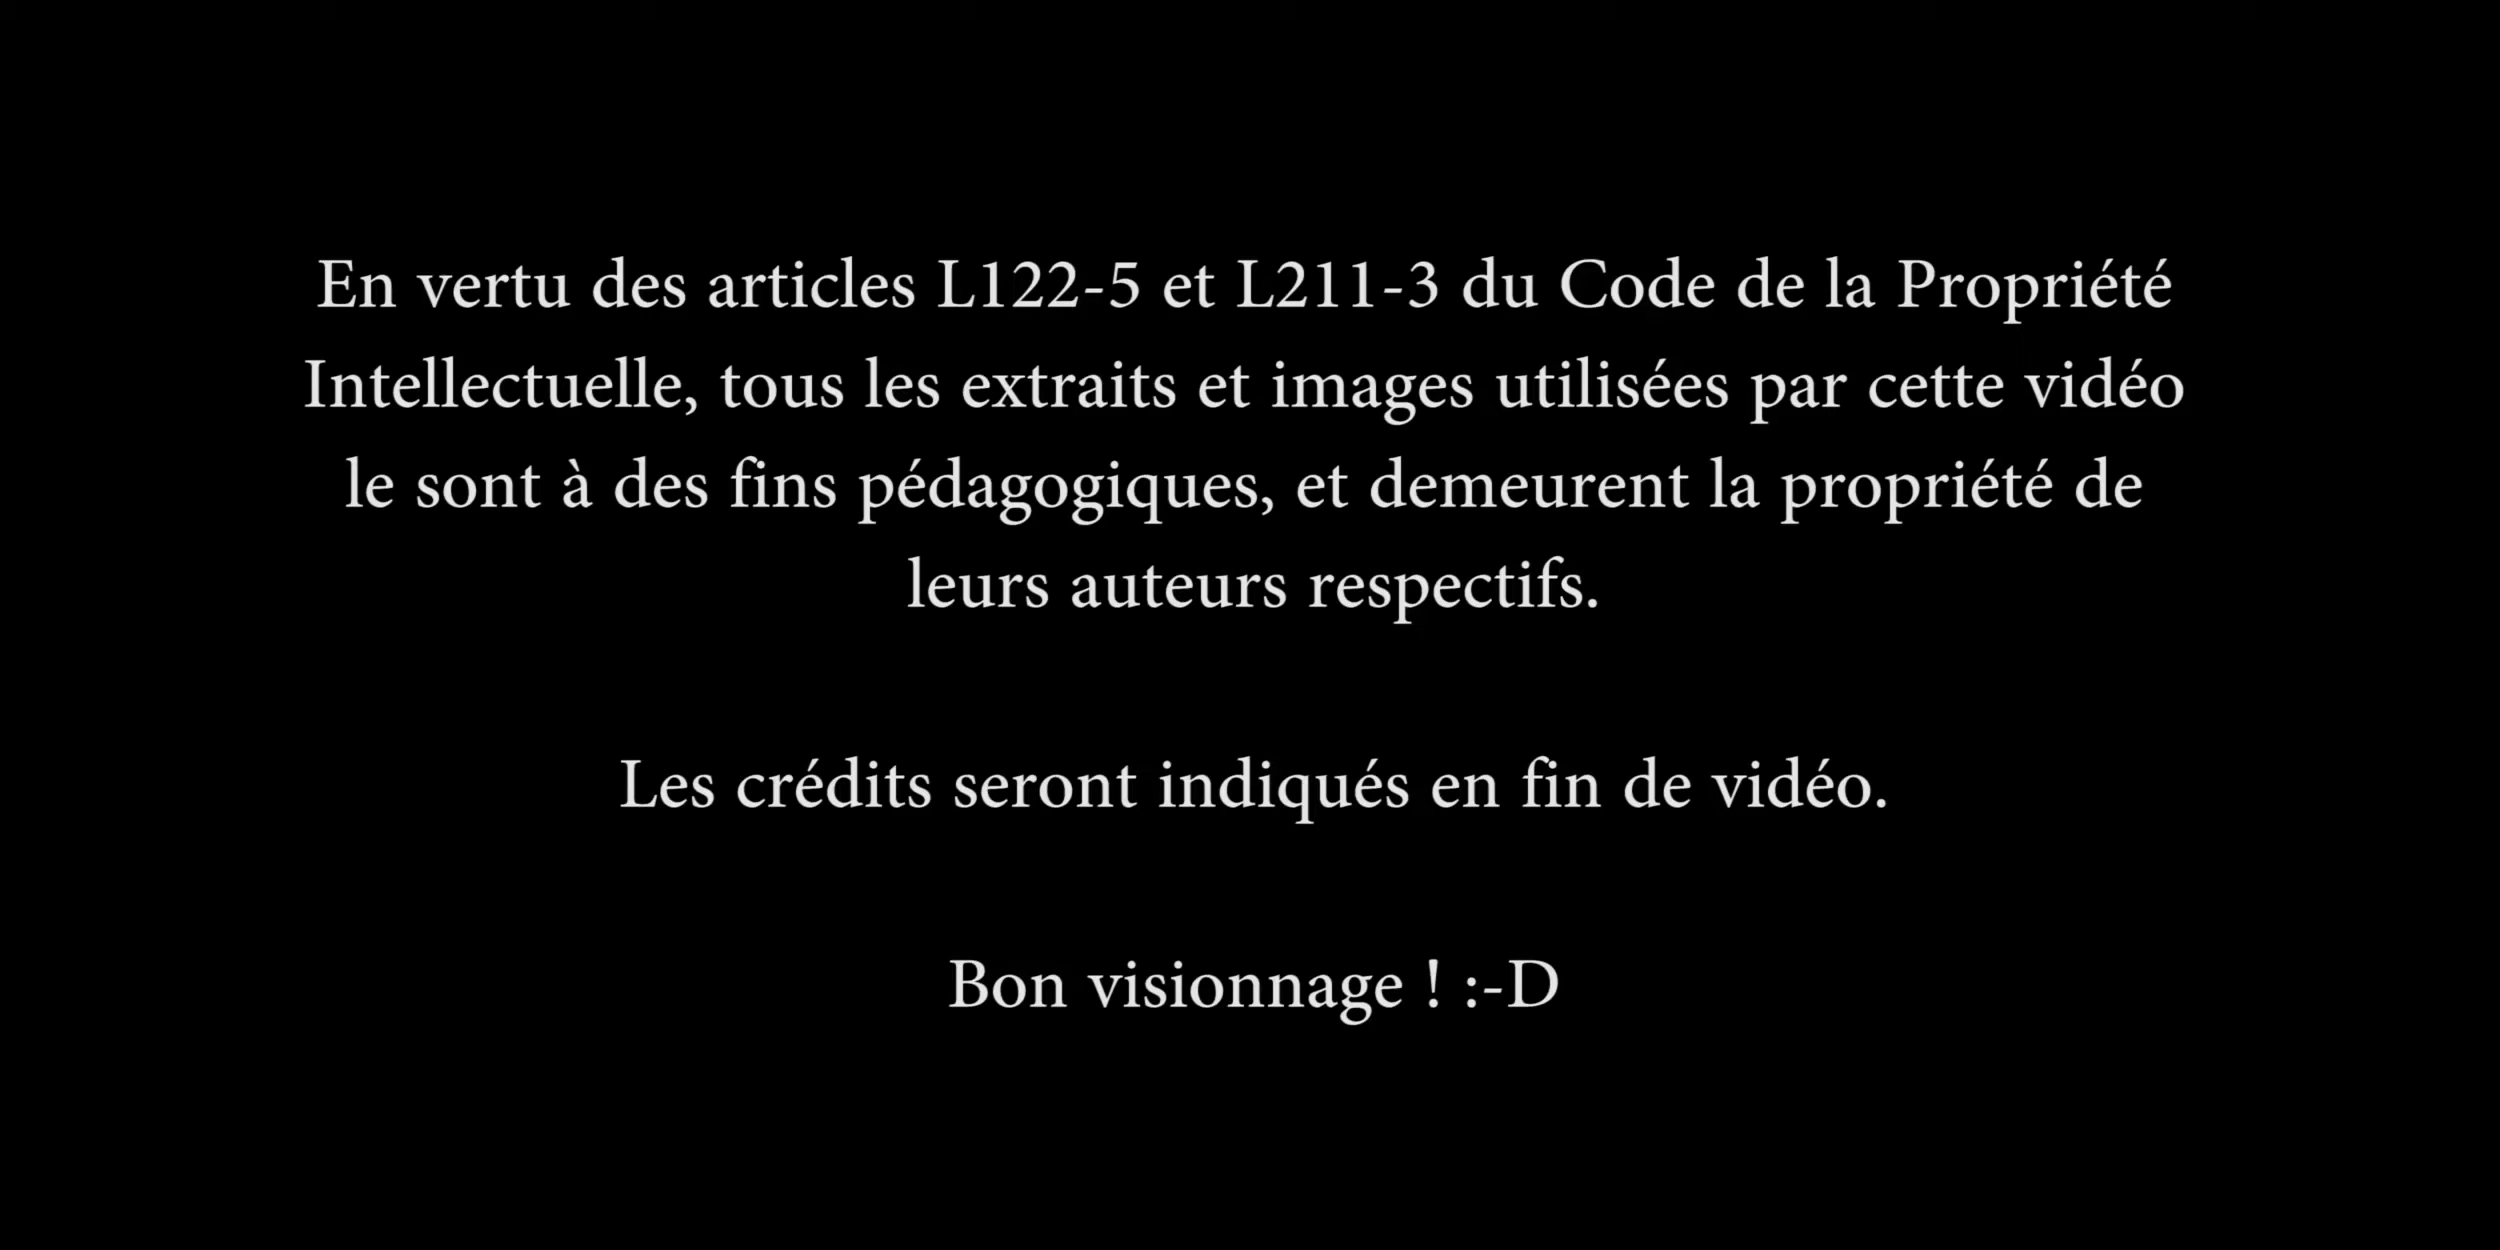 En vertu des articles L122-5 et L211-3 du Code de la Propriété
Intellectuelle, tous les extraits et images utilisées par cette vidéo
le sont à des fins pédagogiques, et demeurent la propriété de
leurs auteurs respectifs.
Les crédits seront indiqués en fin de vidéo.
Bon visionnage ! :-D